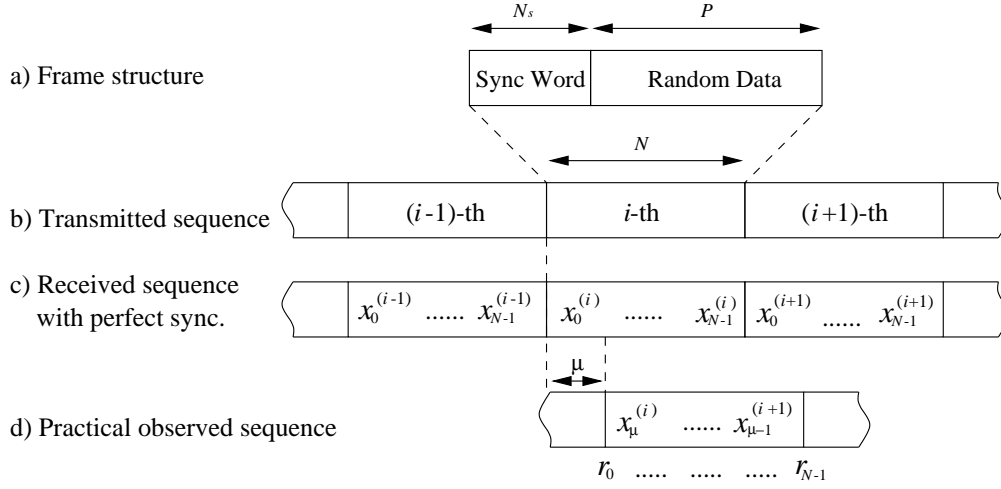 N_s P
a) Frame structure
Sync Word Random Data
N
b) Transmitted sequence
(i-1)-th i-th (i+1)-th
c) Received sequence
with perfect sync.
x_0^(i-1) ...... x_{N-1}^(i-1) x_0^(i) ...... x_{N-1}^(i) x_0^(i+1) ...... x_{N-1}^(i+1)
μ
d) Practical observed sequence
x_μ^(i) ...... x_{μ-1}^(i+1)
r_0 ..... ..... ..... r_{N-1}